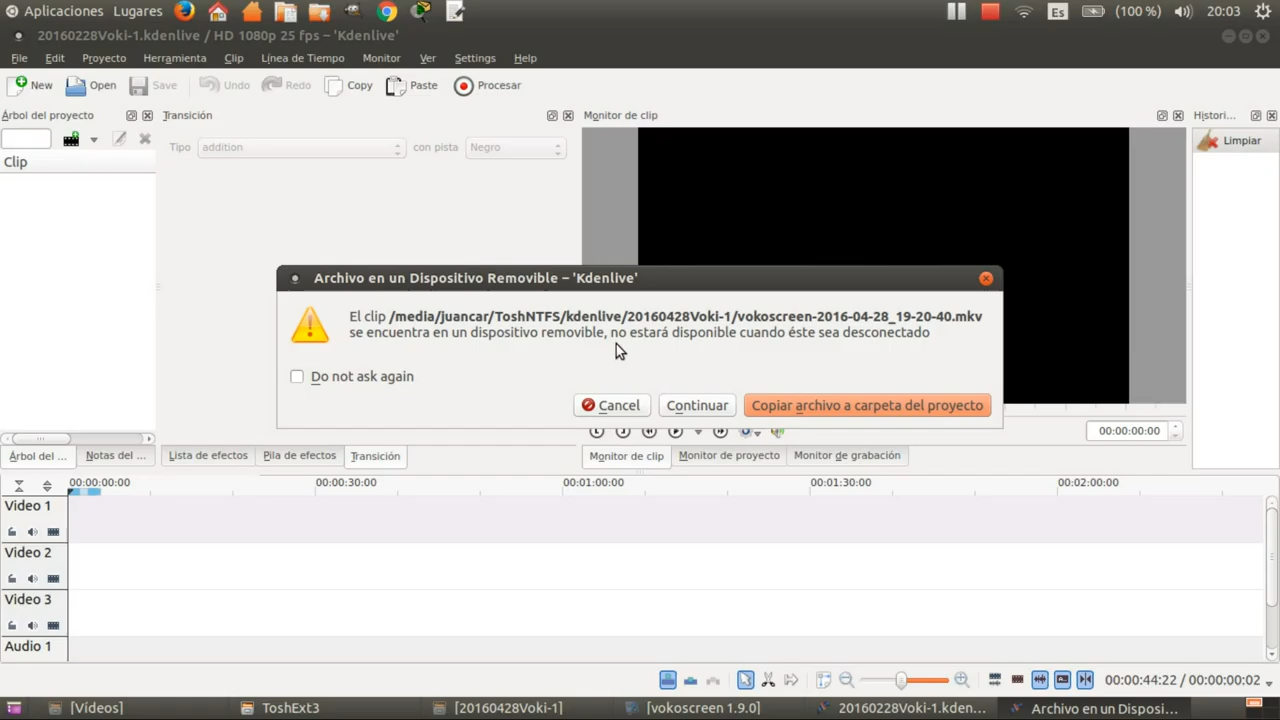 Aplicaciones Lugares Es (100 %) 20:03
20160228Voki-1.kdenlive / HD 1080p 25 fps – 'Kdenlive'
File Edit Proyecto Herramienta Clip Línea de Tiempo Monitor Ver Settings Help
New Open Save Undo Redo Copy Paste Procesar
Árbol del proyecto Transición Monitor de clip Histori...
Tipo addition con pista Negro Limpiar
Clip
Archivo en un Dispositivo Removible – 'Kdenlive'
El clip /media/juancar/ToshNTFS/kdenlive/20160428Voki-1/vokoscreen-2016-04-28_19-20-40.mkv
se encuentra en un dispositivo removible, no estará disponible cuando éste sea desconectado
Do not ask again
Cancel Continuar Copiar archivo a carpeta del proyecto
00:00:00:00
Árbol del ... Notas del ... Lista de efectos Pila de efectos Transición Monitor de clip Monitor de proyecto Monitor de grabación
00:00:00:00 00:00:30:00 00:01:00:00 00:01:30:00 00:02:00:00
Video 1
Video 2
Video 3
Audio 1
00:00:44:22 / 00:00:00:02
[Vídeos] ToshExt3 [20160428Voki-1] [vokoscreen 1.9.0] 20160228Voki-1.kden... Archivo en un Disposi...